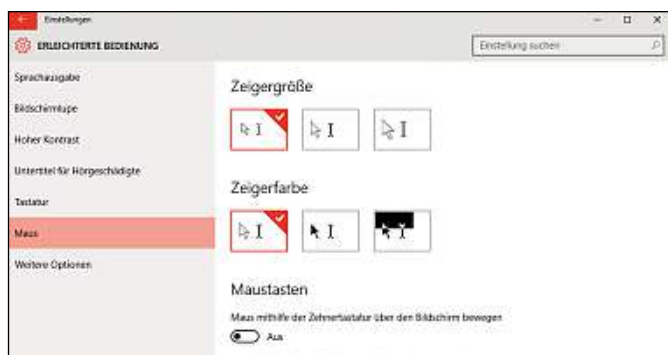 Einstellungen
ERLEICHTERTE BEDIENUNG
Einstellung suchen
Sprachausgabe
Bildschirmlupe
Hoher Kontrast
Untertitel für Hörgeschädigte
Tastatur
Maus
Weitere Optionen
Zeigergröße
Zeigerfarbe
Maustasten
Maus mithilfe der Zehnertastatur über den Bildschirm bewegen
Aus